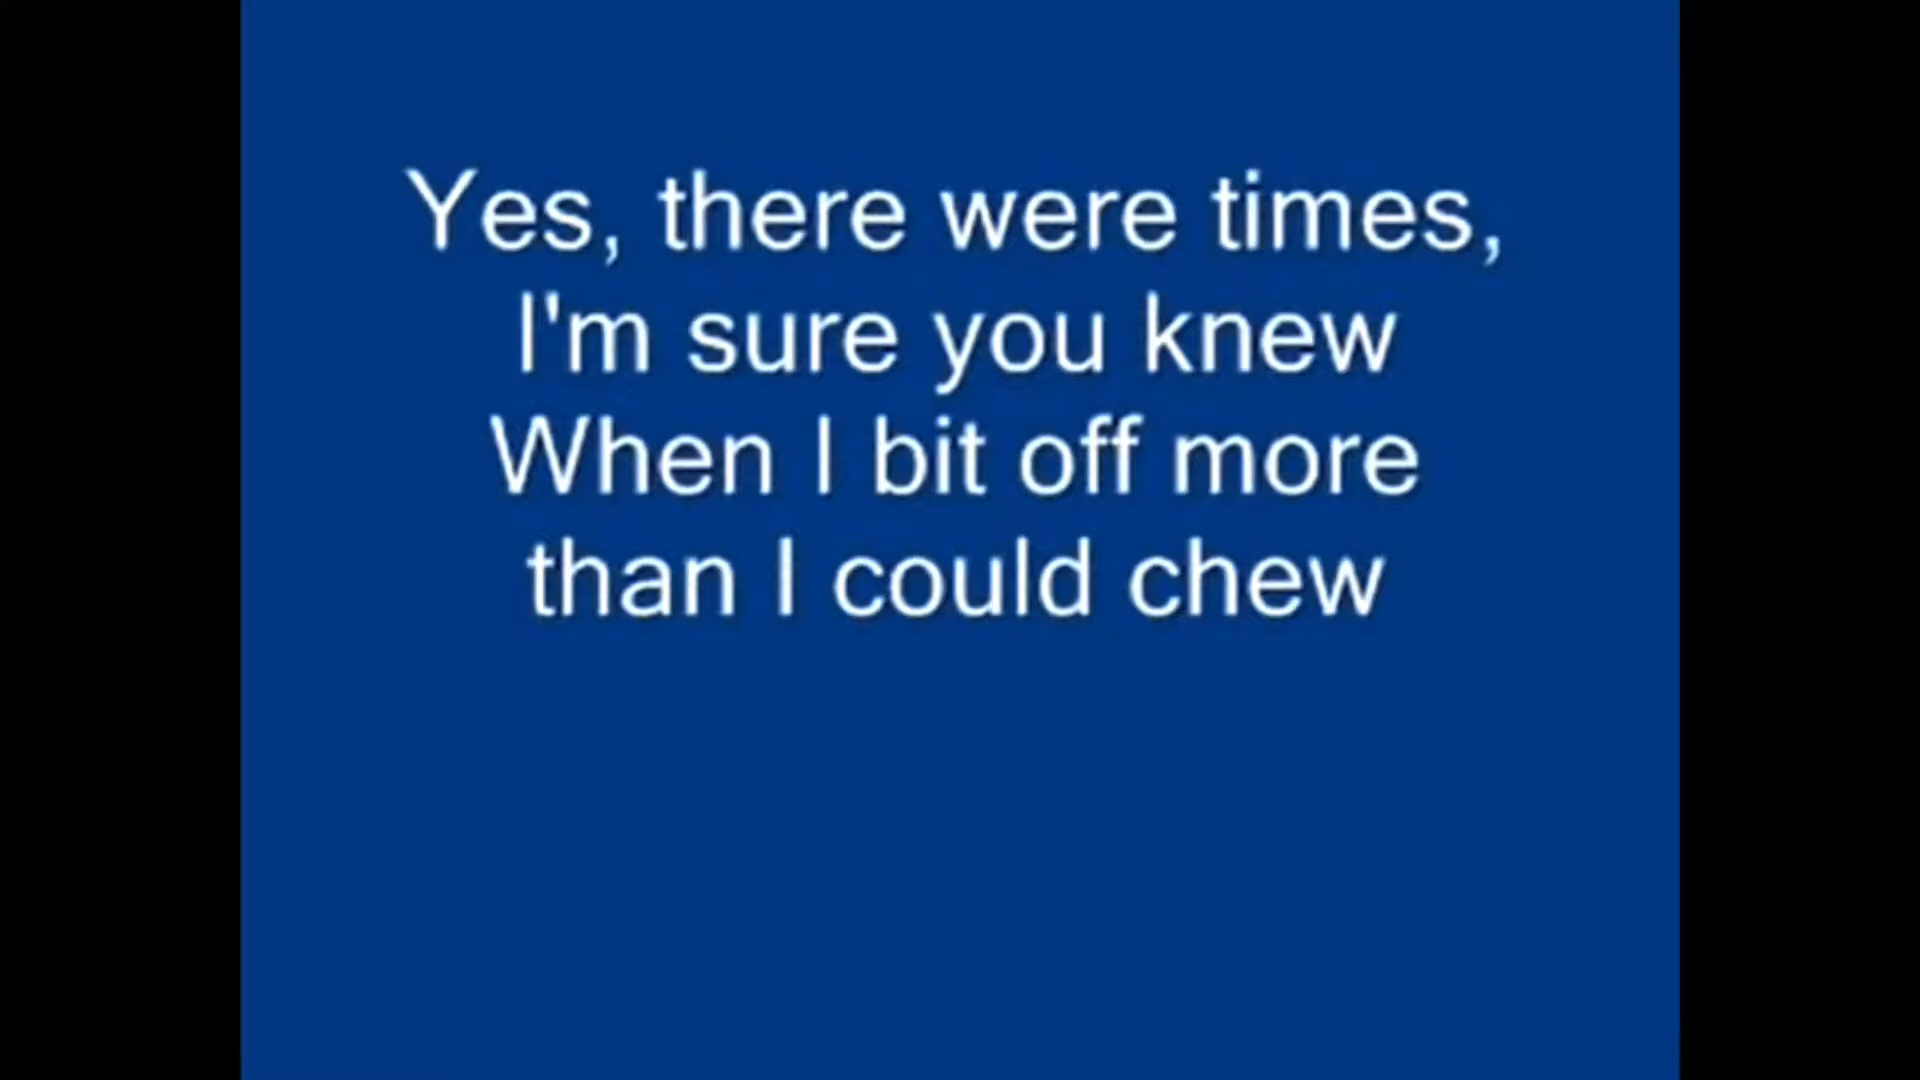 Yes, there were times,
I'm sure you knew
When I bit off more
than I could chew